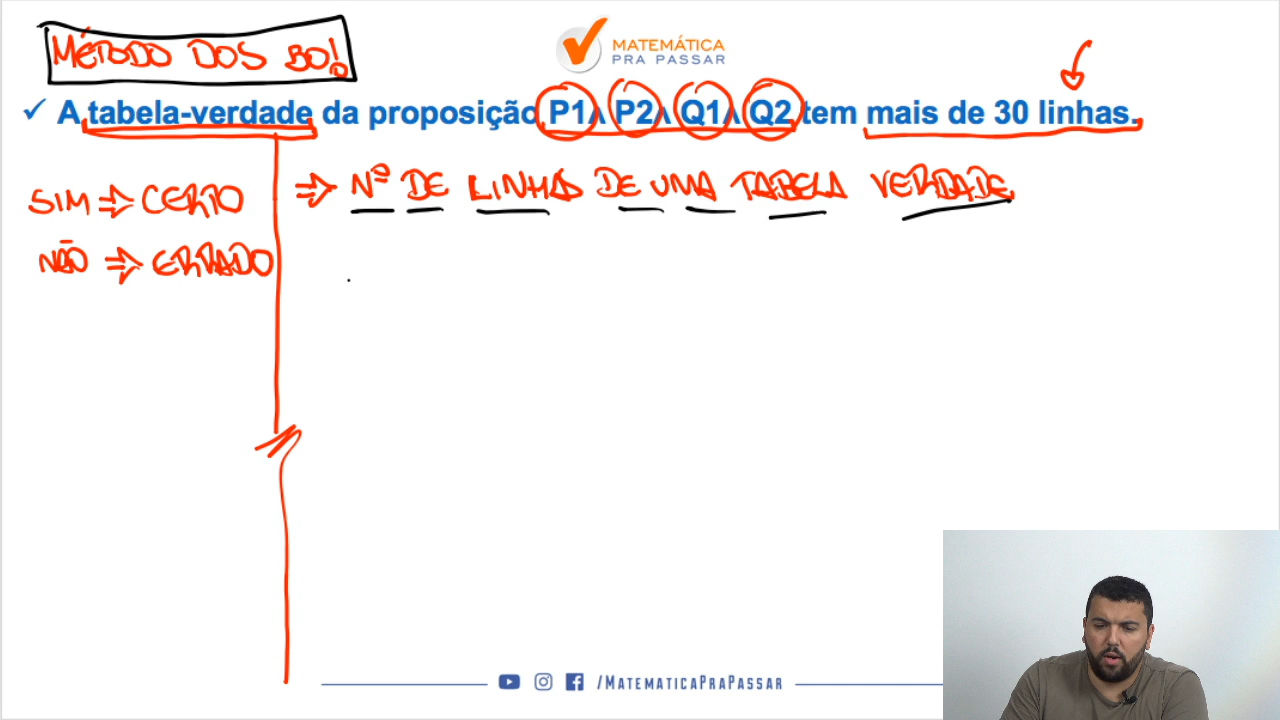 MÉTODO DOS BO!
MATEMÁTICA
PRA PASSAR
✓ A tabela-verdade da proposição P1∧ P2∧ Q1∧ Q2 tem mais de 30 linhas.
SIM ⇒ CERTO
NÃO ⇒ ERRADO
⇒ Nº DE LINHAS DE UMA TABELA VERDADE
/MATEMATICAPRAPASSAR